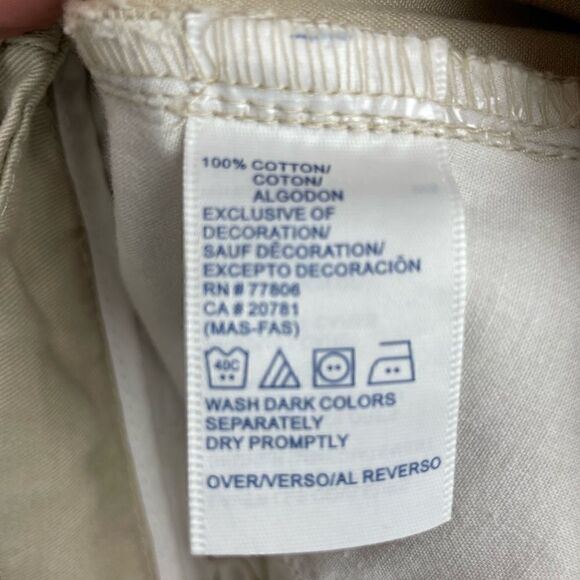 100% COTTON/
COTON/
ALGODON
EXCLUSIVE OF
DECORATION/
SAUF DÉCORATION/
EXCEPTO DECORACIÓN
RN # 77806
CA # 20781
(MAS-FAS)
40C
WASH DARK COLORS
SEPARATELY
DRY PROMPTLY
OVER/VERSO/AL REVERSO